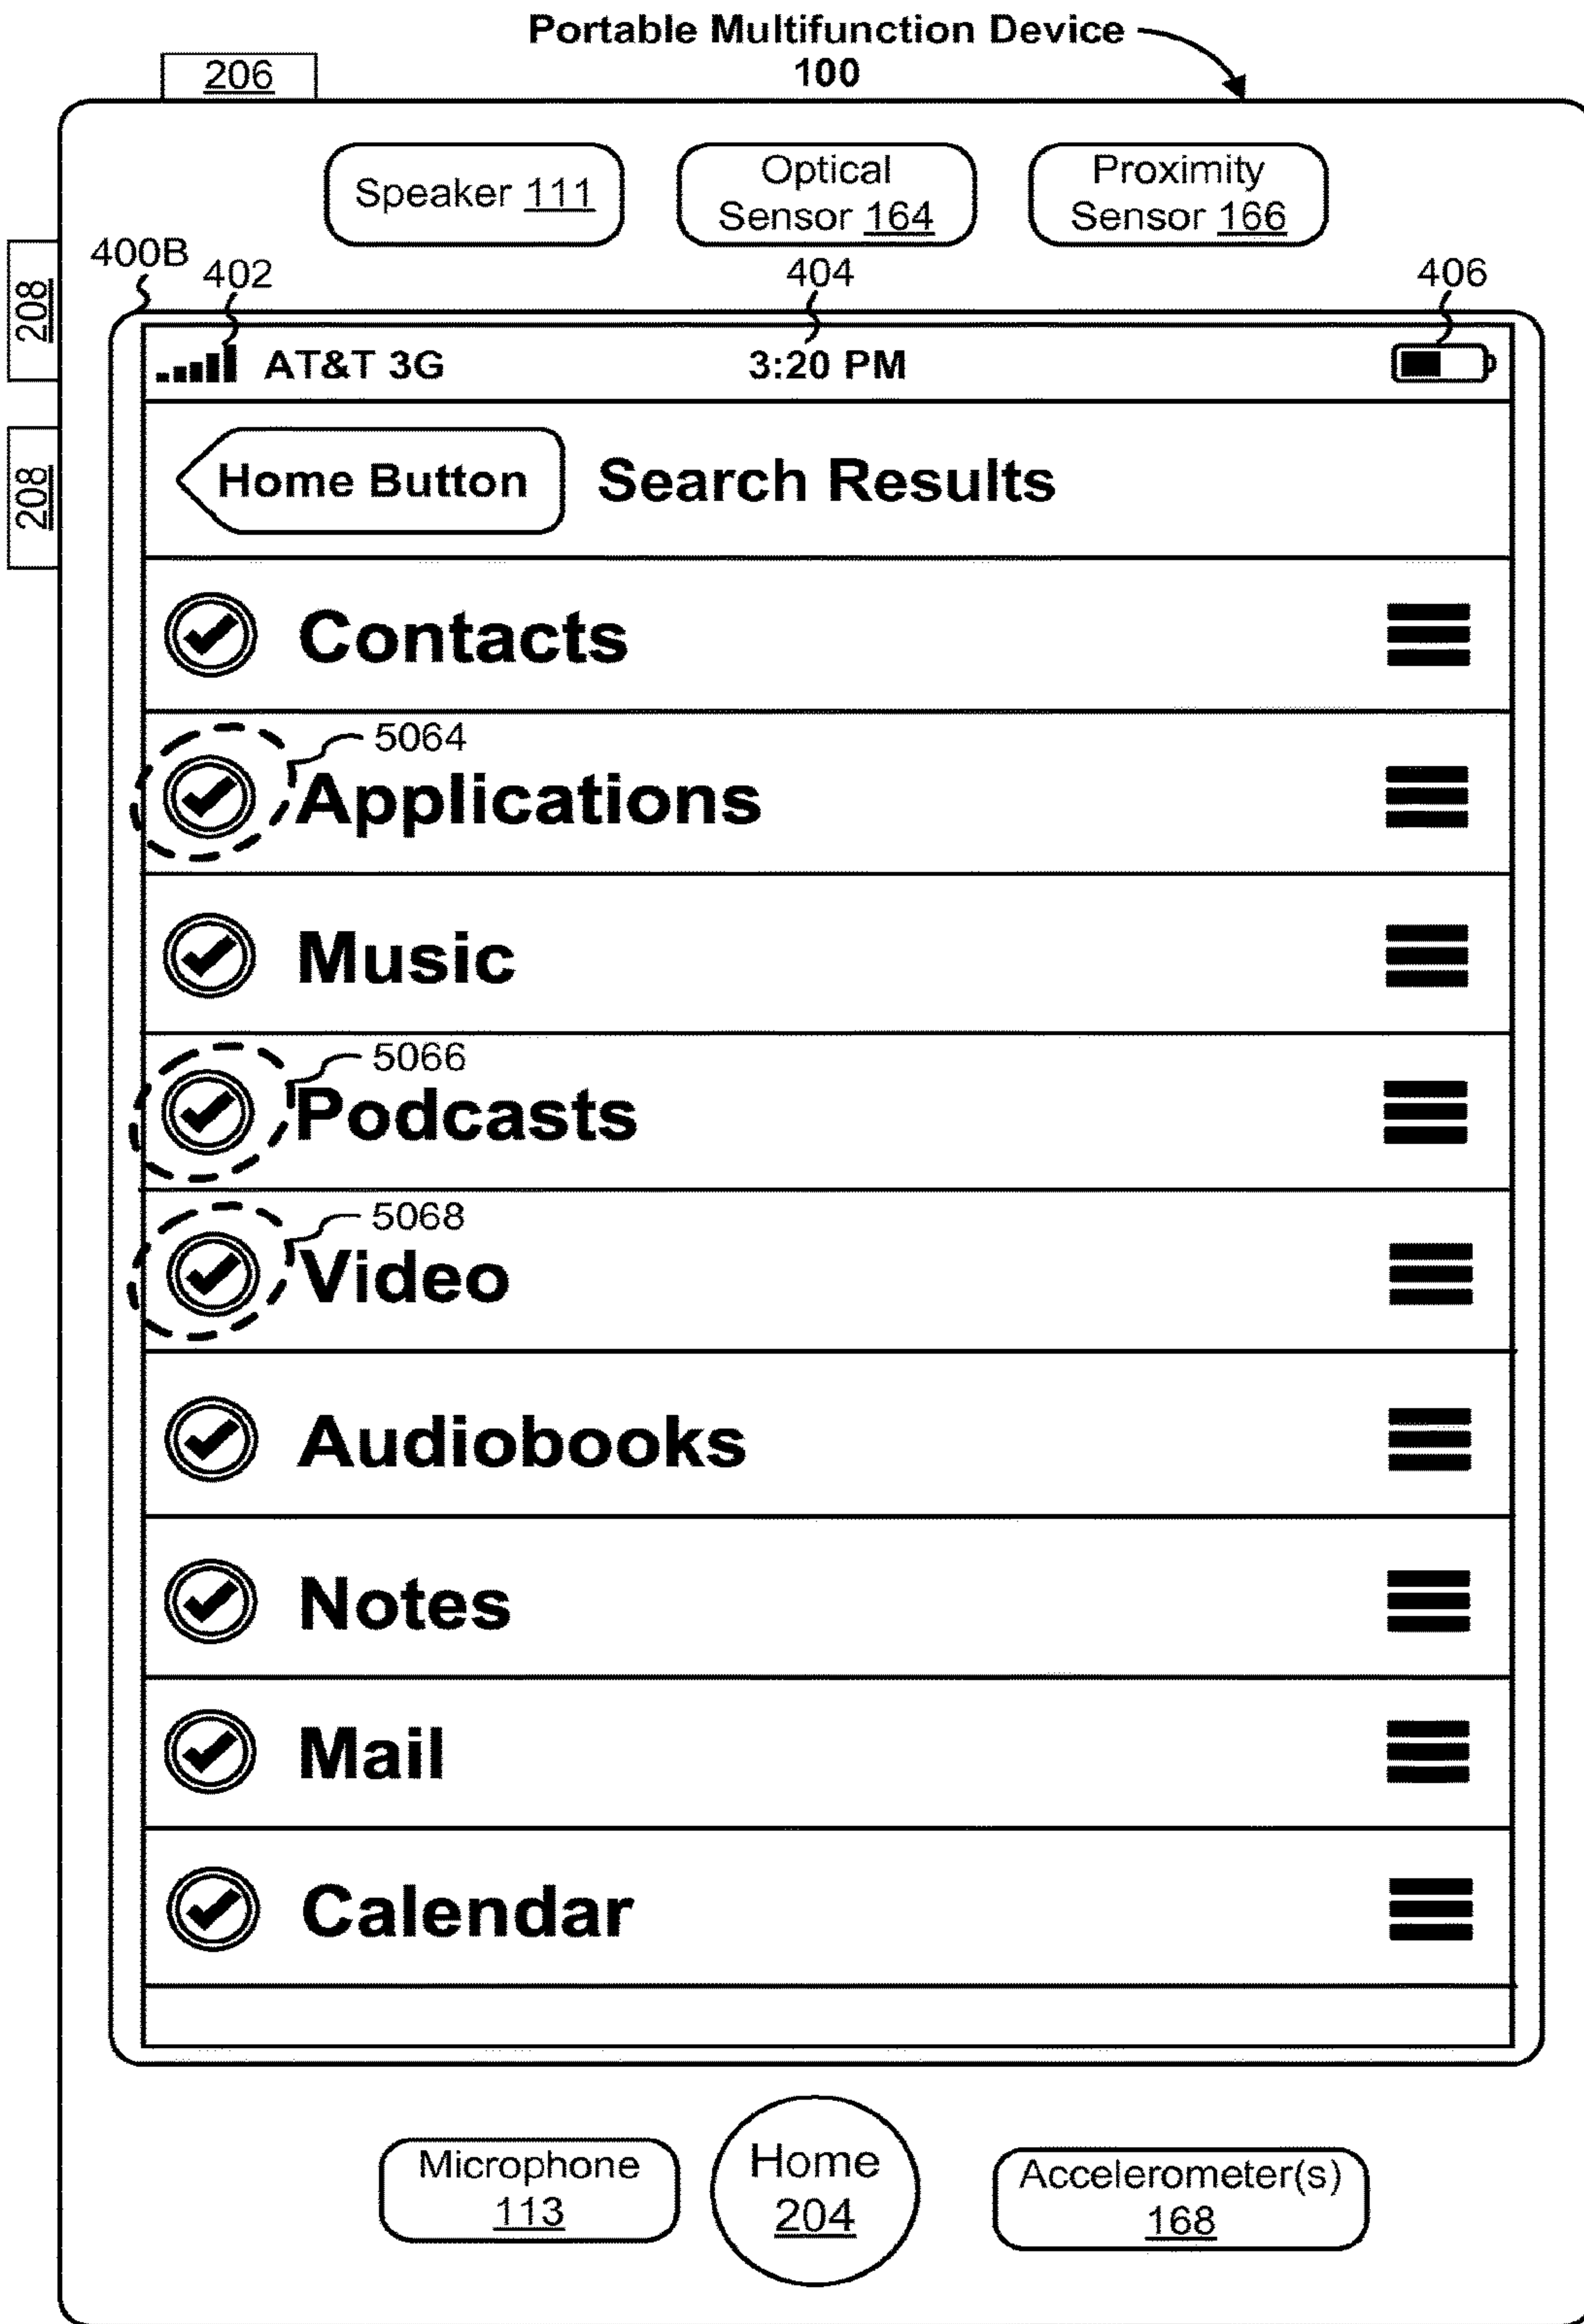 Portable Multifunction Device
100
206
Speaker 111
Optical
Sensor 164
Proximity
Sensor 166
208
208
400B
402
404
406
AT&T 3G
3:20 PM
Home Button
Search Results
Contacts
5064
Applications
Music
5066
Podcasts
5068
Video
Audiobooks
Notes
Mail
Calendar
Microphone
113
Home
204
Accelerometer(s)
168